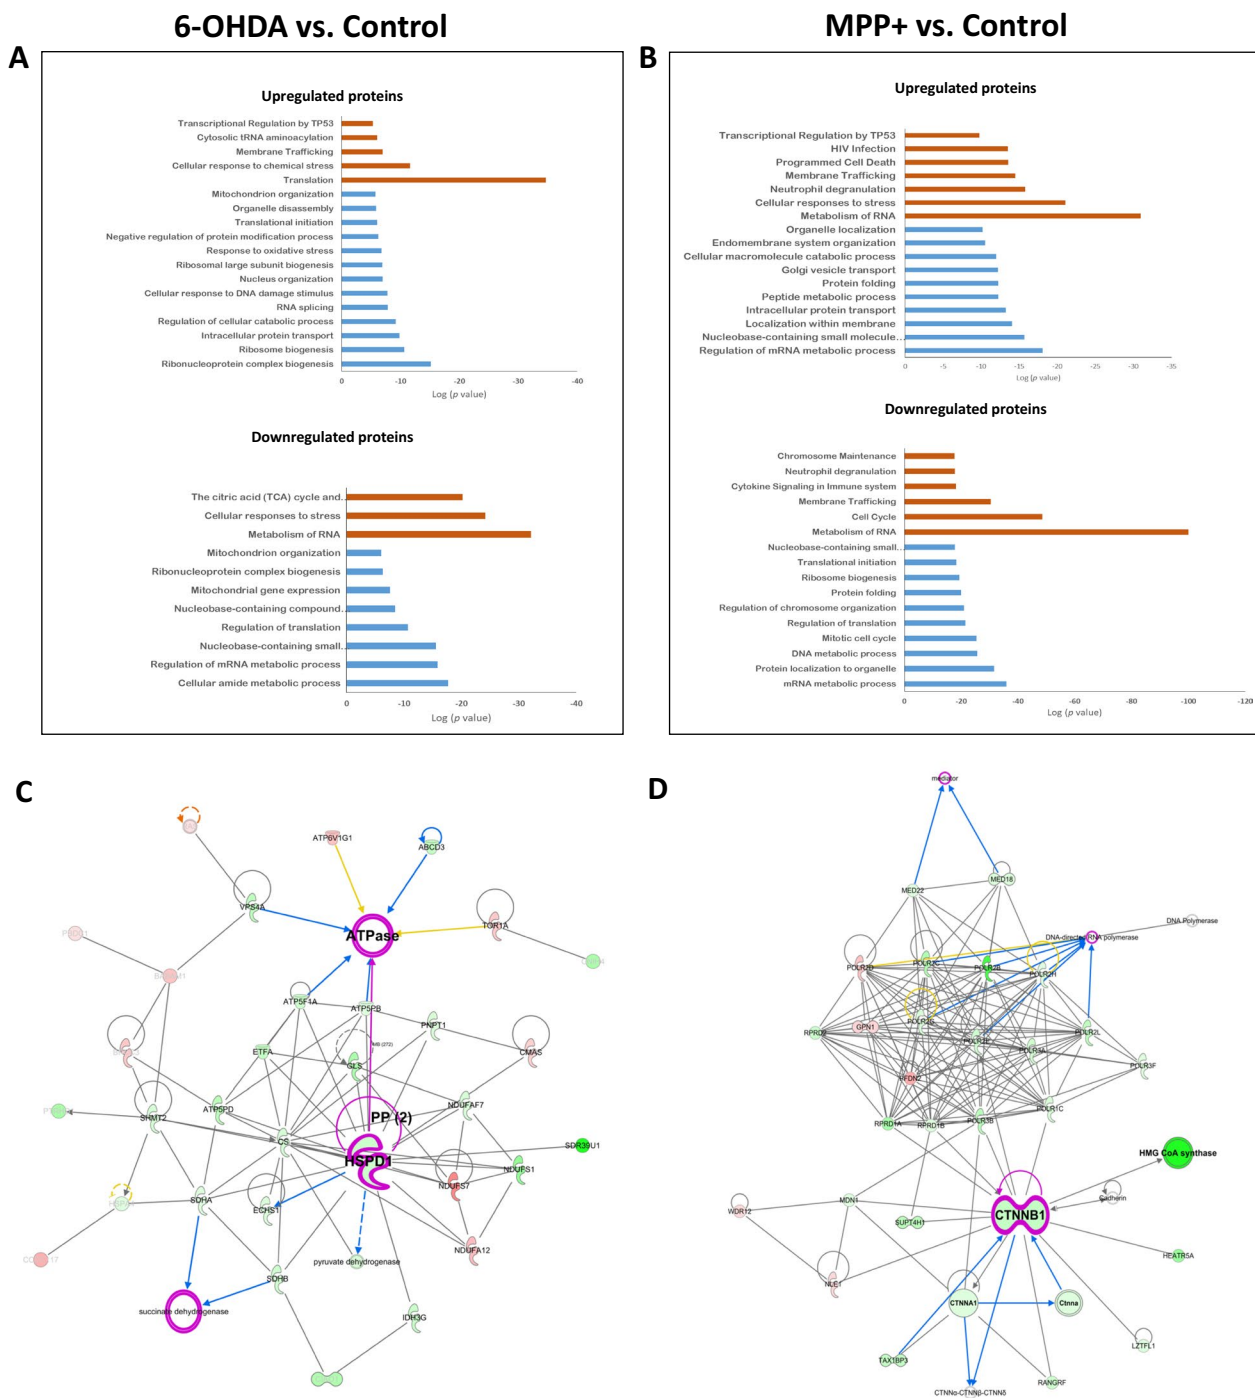 6-OHDA vs. Control
MPP+ vs. Control
A
Upregulated proteins
Transcriptional Regulation by TP53
Cytosolic tRNA aminoacylation
Membrane Trafficking
Cellular response to chemical stress
Translation
Mitochondrion organization
Organelle disassembly
Translational initiation
Negative regulation of protein modification process
Response to oxidative stress
Ribosomal large subunit biogenesis
Nucleus organization
Cellular response to DNA damage stimulus
RNA splicing
Regulation of cellular catabolic process
Intracellular protein transport
Ribosome biogenesis
Ribonucleoprotein complex biogenesis
0 -10 -20 -30 -40
Log (p value)
Downregulated proteins
The citric acid (TCA) cycle and..
Cellular responses to stress
Metabolism of RNA
Mitochondrion organization
Ribonucleoprotein complex biogenesis
Mitochondrial gene expression
Nucleobase-containing compound..
Regulation of translation
Nucleobase-containing small..
Regulation of mRNA metabolic process
Cellular amide metabolic process
0 -10 -20 -30 -40
Log (p value)
B
Upregulated proteins
Transcriptional Regulation by TP53
HIV Infection
Programmed Cell Death
Membrane Trafficking
Neutrophil degranulation
Cellular responses to stress
Metabolism of RNA
Organelle localization
Endomembrane system organization
Cellular macromolecule catabolic process
Golgi vesicle transport
Protein folding
Peptide metabolic process
Intracellular protein transport
Localization within membrane
Nucleobase-containing small molecule...
Regulation of mRNA metabolic process
0 -5 -10 -15 -20 -25 -30 -35
Log (p value)
Downregulated proteins
Chromosome Maintenance
Neutrophil degranulation
Cytokine Signaling in Immune system
Membrane Trafficking
Cell Cycle
Metabolism of RNA
Nucleobase-containing small...
Translational initiation
Ribosome biogenesis
Protein folding
Regulation of chromosome organization
Regulation of translation
Mitotic cell cycle
DNA metabolic process
Protein localization to organelle
mRNA metabolic process
0 -20 -40 -60 -80 -100 -120
Log (p value)
C
ATP6V1G1
ABCD3
VPS4A
TOR1A
ATPase
ATP5F1A
ATP5PB
PNPT1
MB (272)
ETFA
GLS
CMAS
ATP5PD
NDUFAF7
SHMT2
PP (2)
CS
HSPD1
SDR39U1
NDUFS1
NDUFS7
SDHA
ECHS1
NDUFA12
pyruvate dehydrogenase
SDHB
succinate dehydrogenase
IDH3G
D
mediator
MED18
MED22
DNA Polymerase
DNA-directed RNA polymerase
POLR2D
POLR2C
POLR2B
POLR2H
POLR2G
GPN1
RPRD2
POLR2E
POLR2L
POLR3A
POLR3F
PFDN2
POLR1C
RPRD1A
RPRD1B
POLR3B
HMG CoA synthase
MDN1
Cadherin
WDR12
CTNNB1
SUPT4H1
HEATR5A
NLE1
CTNNA1
Ctnna
LZTFL1
TAX1BP3
RANGRF
CTNNα-CTNNβ-CTNNδ